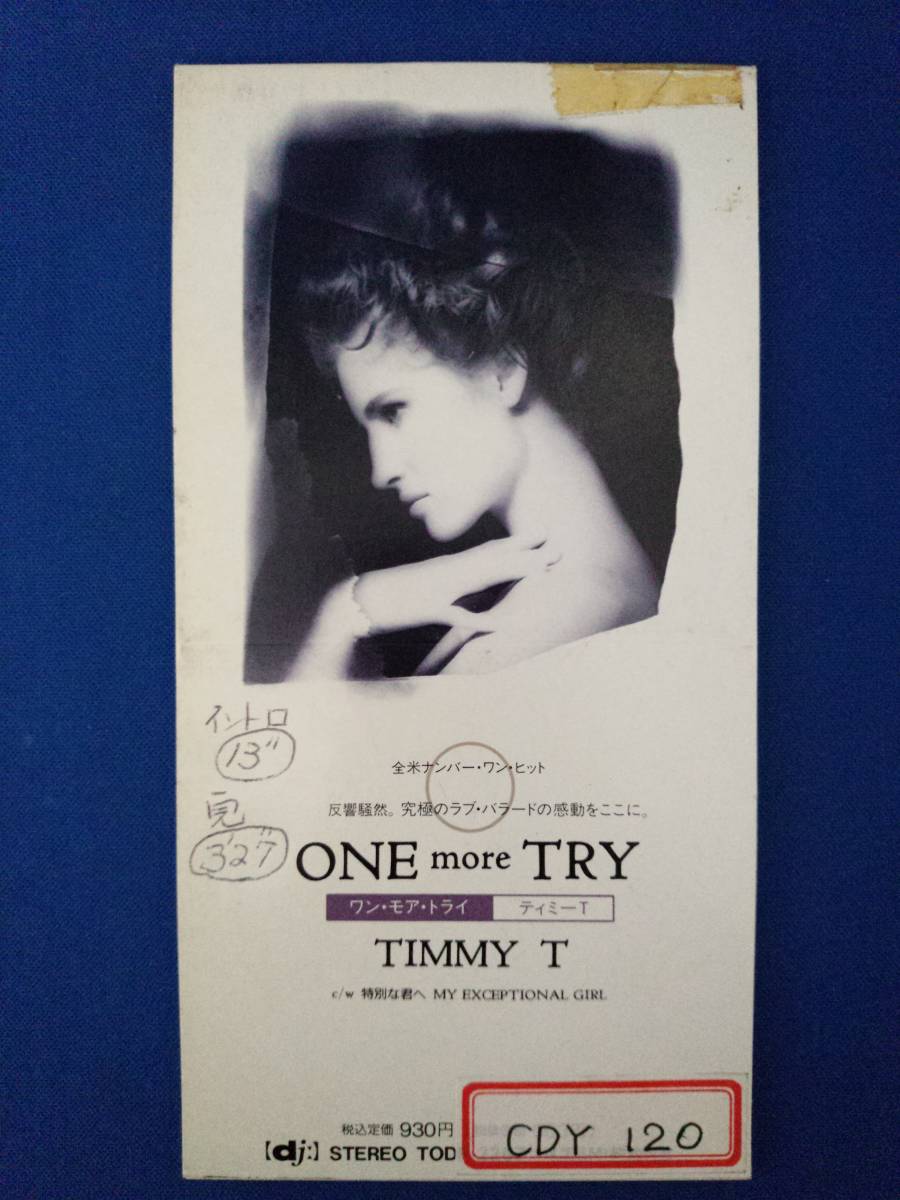 イントロ
13"
全米ナンバー・ワン・ヒット
反響騒然。究極のラブ・バラードの感動をここに。
完
3'27"
ONE more TRY
ワン・モア・トライ ティミーT
TIMMY T
c/w 特別な君へ MY EXCEPTIONAL GIRL
税込定価 930円
【dj:】 STEREO TOD
CDY 120